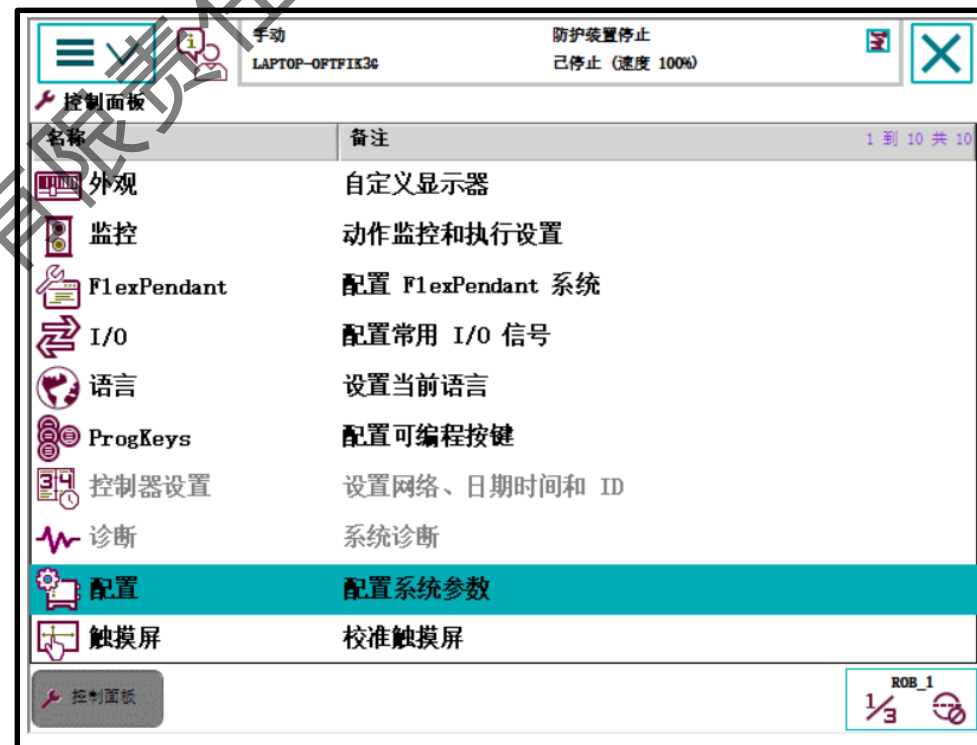 手动
LAPTOP-OFTFIK3G
防护装置停止
已停止 (速度 100%)
控制面板
名称 备注 1 到 10 共 10
外观 自定义显示器
监控 动作监控和执行设置
FlexPendant 配置 FlexPendant 系统
I/O 配置常用 I/O 信号
语言 设置当前语言
ProgKeys 配置可编程按键
控制器设置 设置网络、日期时间和 ID
诊断 系统诊断
配置 配置系统参数
触摸屏 校准触摸屏
控制面板
ROB_1
1/3
有限责任